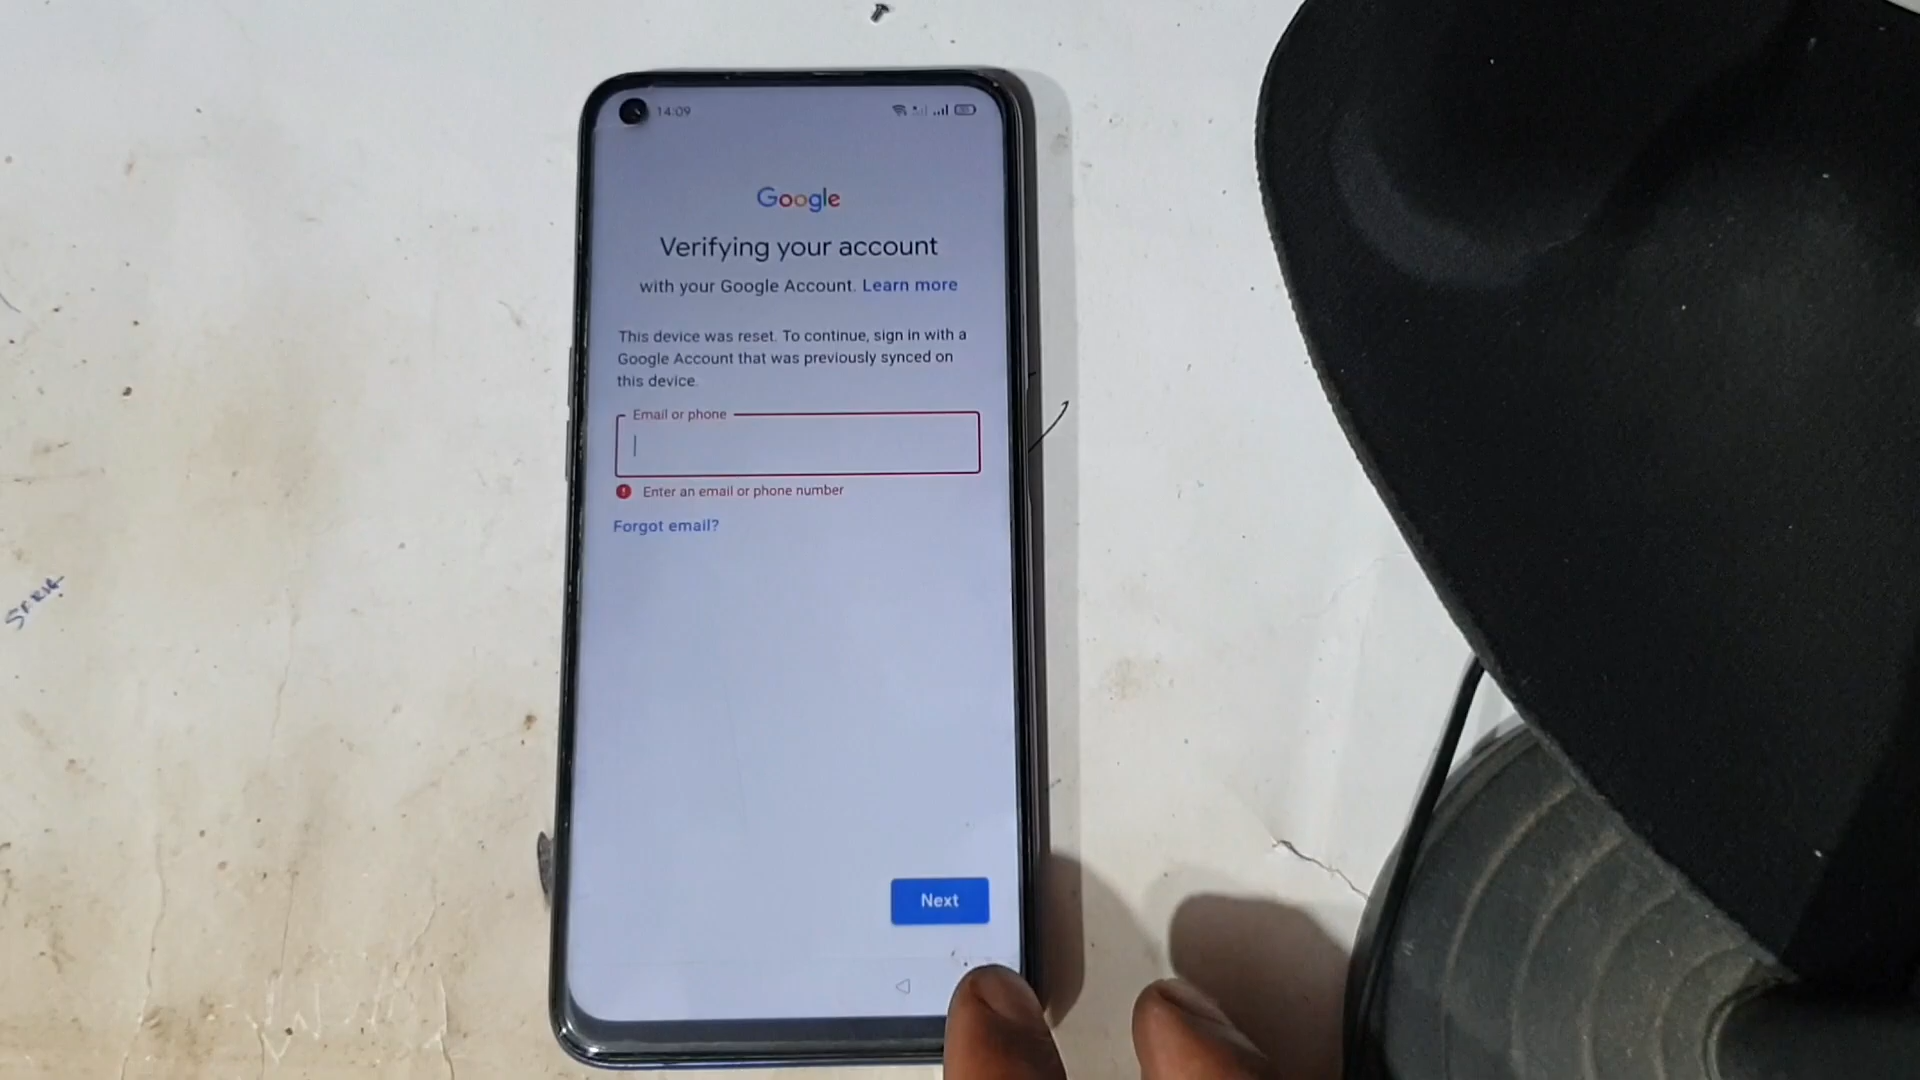 14:09
Google
Verifying your account
with your Google Account. Learn more
This device was reset. To continue, sign in with a
Google Account that was previously synced on
this device.
Email or phone
Enter an email or phone number
Forgot email?
Next